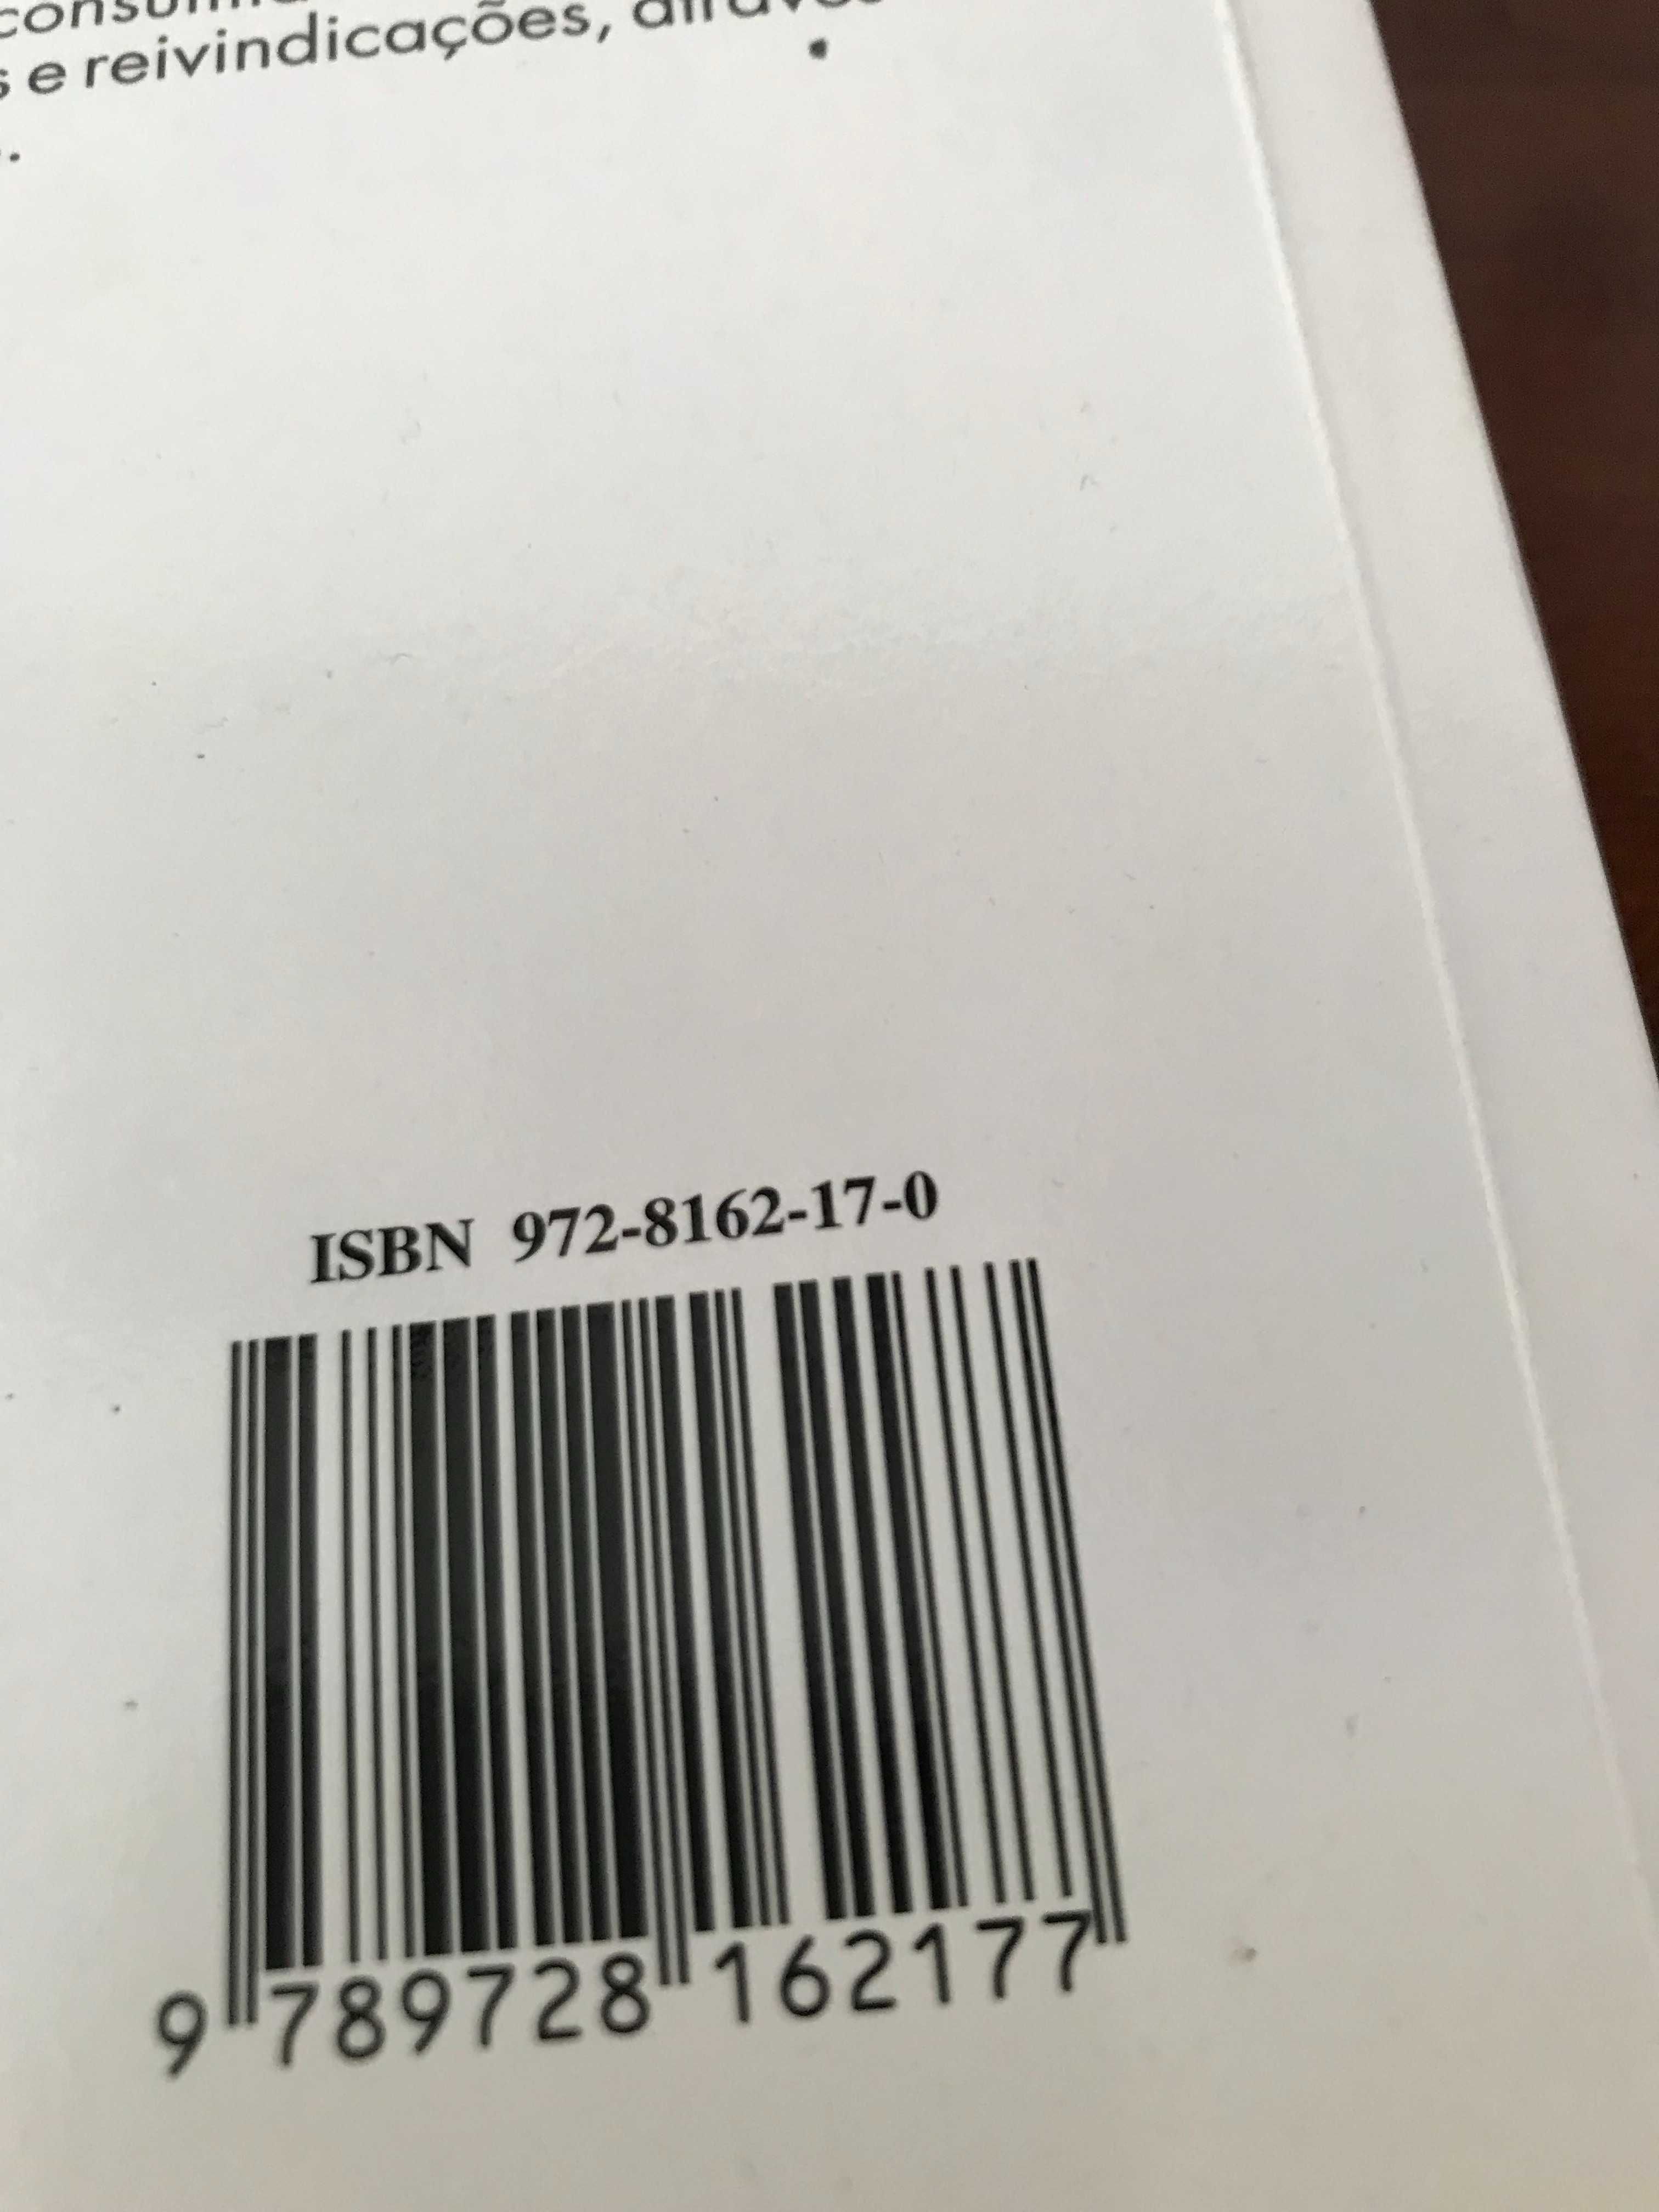 s e reivindicações,
ISBN 972-8162-17-0
9 789728 162177